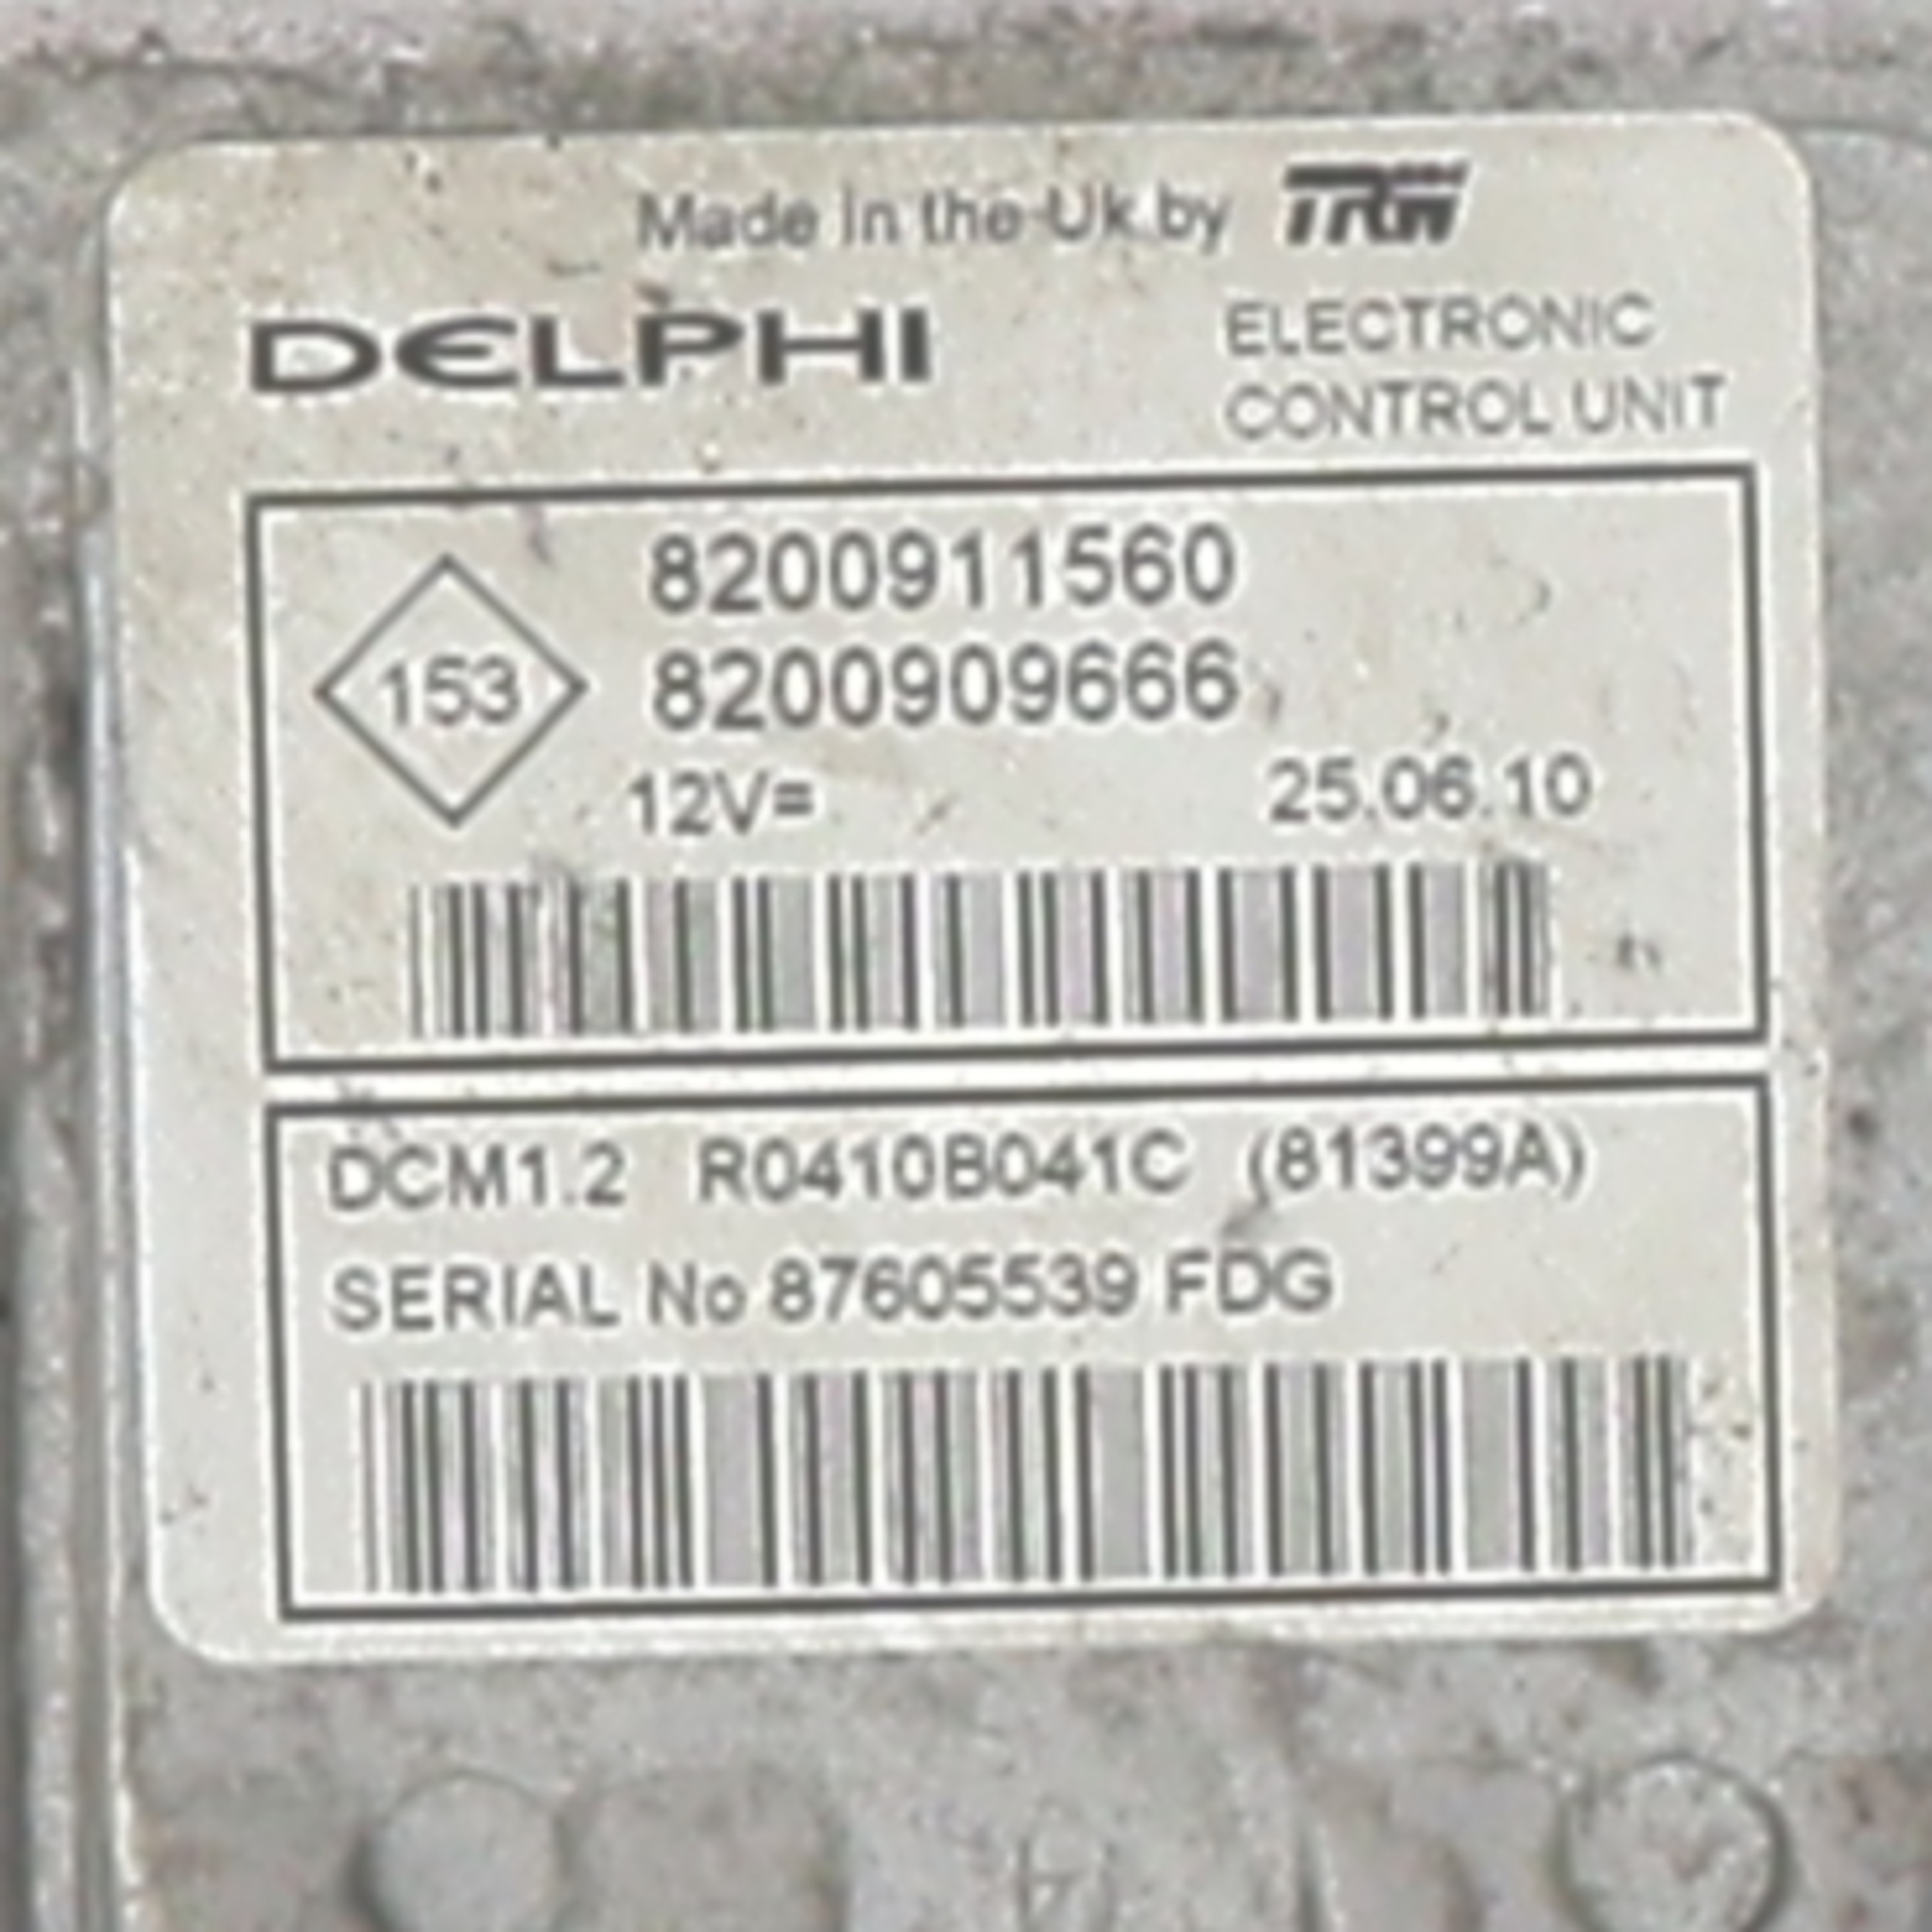 Made in the Uk by TRW
DELPHI
ELECTRONIC
CONTROL UNIT
8200911560
153
8200909666
12V= 25.06.10
DCM1.2 R0410B041C (81399A)
SERIAL No 87605539 FDG